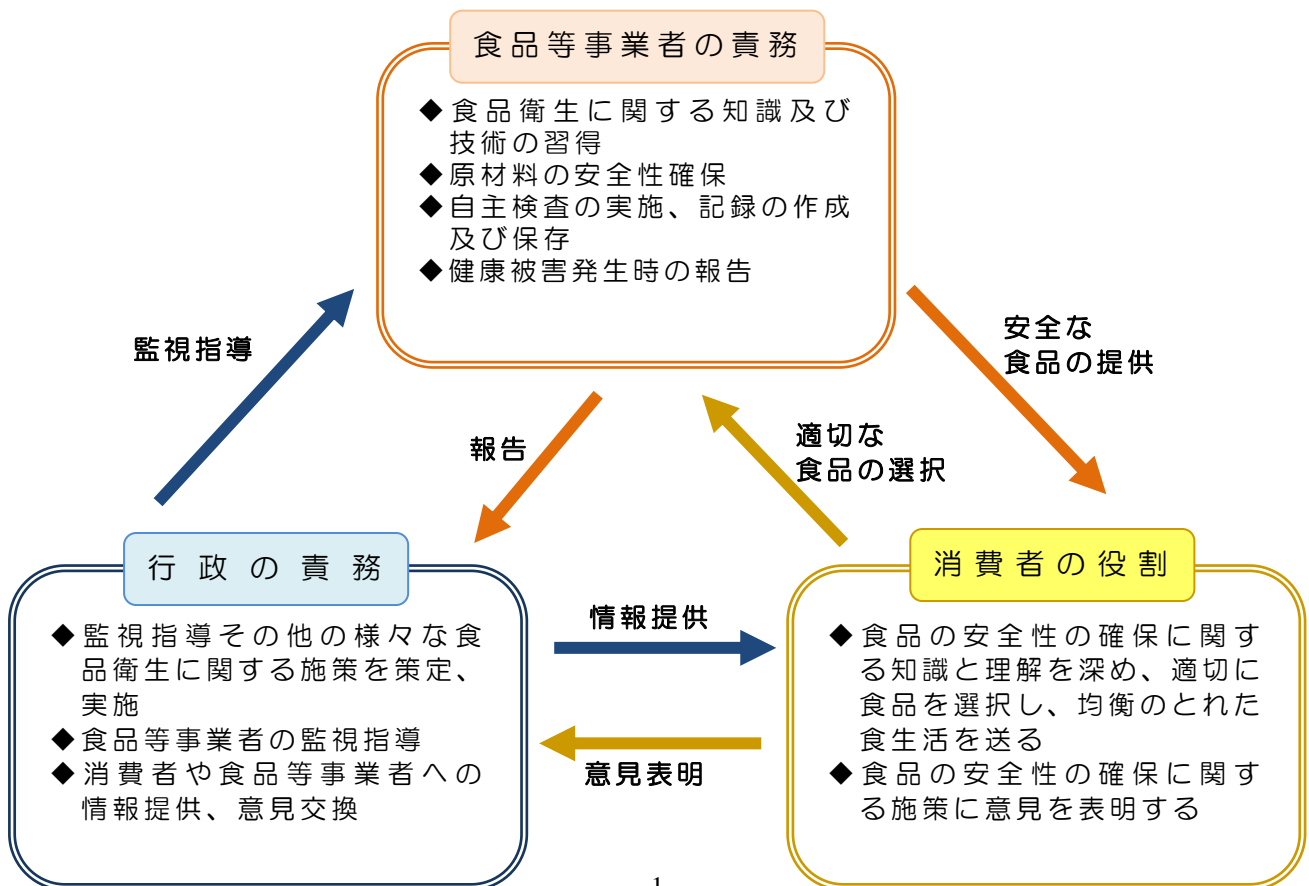 食品等事業者の責務
◆食品衛生に関する知識及び
技術の習得
◆原材料の安全性確保
◆自主検査の実施、記録の作成
及び保存
◆健康被害発生時の報告
監視指導
安全な
食品の提供
報告
適切な
食品の選択
行政の責務
◆監視指導その他の様々な食
品衛生に関する施策を策定、
実施
◆食品等事業者の監視指導
◆消費者や食品等事業者への
情報提供、意見交換
情報提供
意見表明
消費者の役割
◆食品の安全性の確保に関す
る知識と理解を深め、適切に
食品を選択し、均衡のとれた
食生活を送る
◆食品の安全性の確保に関す
る施策に意見を表明する
1